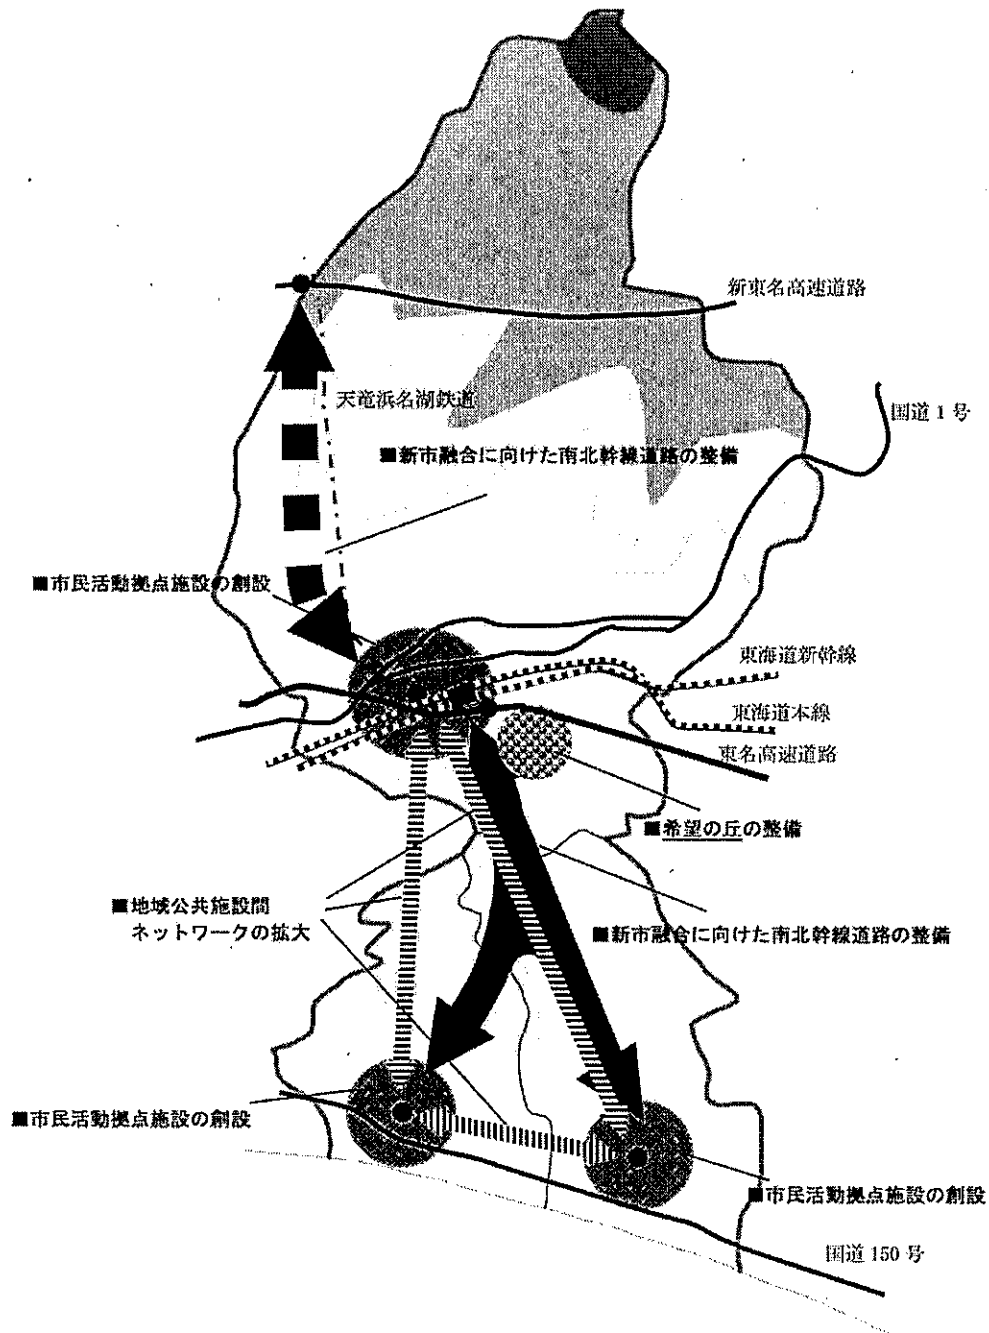 新東名高速道路
国道 1 号
天竜浜名湖鉄道
■新市融合に向けた南北幹線道路の整備
■市民活動拠点施設の創設
東海道新幹線
東海道本線
東名高速道路
■希望の丘の整備
■地域公共施設間
ネットワークの拡大
■新市融合に向けた南北幹線道路の整備
■市民活動拠点施設の創設
■市民活動拠点施設の創設
国道 150 号